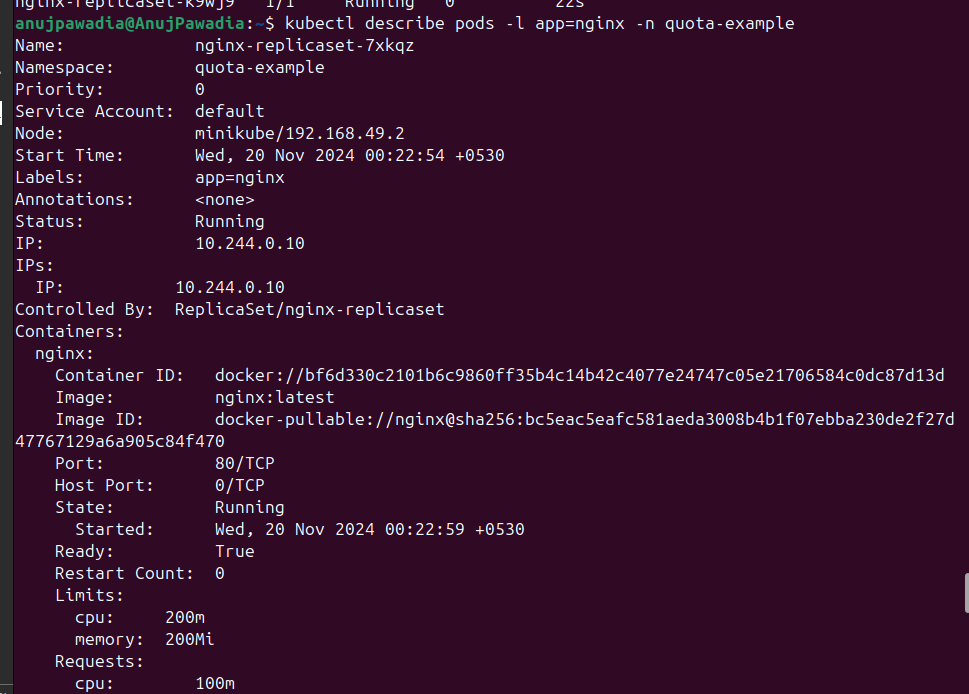 nginx-replicaset-k9wj9   1/1     Running   0          22s
anujpawadia@AnujPawadia:~$ kubectl describe pods -l app=nginx -n quota-example
Name:             nginx-replicaset-7xkqz
Namespace:        quota-example
Priority:         0
Service Account:  default
Node:             minikube/192.168.49.2
Start Time:       Wed, 20 Nov 2024 00:22:54 +0530
Labels:           app=nginx
Annotations:      <none>
Status:           Running
IP:               10.244.0.10
IPs:
  IP:           10.244.0.10
Controlled By:  ReplicaSet/nginx-replicaset
Containers:
  nginx:
    Container ID:   docker://bf6d330c2101b6c9860ff35b4c14b42c4077e24747c05e21706584c0dc87d13d
    Image:          nginx:latest
    Image ID:       docker-pullable://nginx@sha256:bc5eac5eafc581aeda3008b4b1f07ebba230de2f27d
47767129a6a905c84f470
    Port:           80/TCP
    Host Port:      0/TCP
    State:          Running
      Started:      Wed, 20 Nov 2024 00:22:59 +0530
    Ready:          True
    Restart Count:  0
    Limits:
      cpu:     200m
      memory:  200Mi
    Requests:
      cpu:        100m